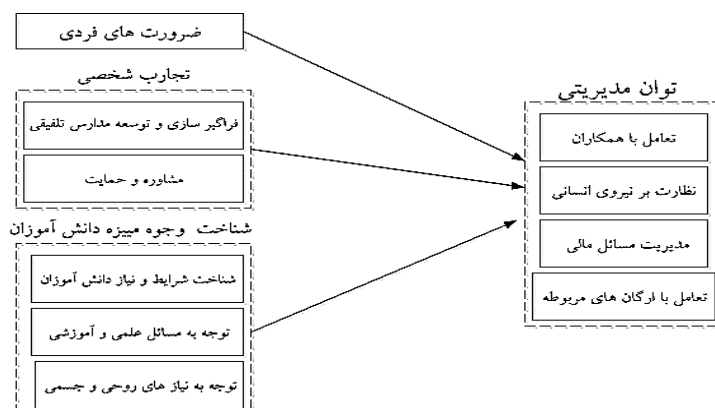 ضرورت های فردی
تجارب شخصی
فراگیر سازی و توسعه مدارس تلفیقی
مشاوره و حمایت
شناخت وجوه ممیزه دانش آموزان
شناخت شرایط و نیاز دانش آموزان
توجه به مسائل علمی و آموزشی
توجه به نیاز های روحی و جسمی
توان مدیریتی
تعامل با همکاران
نظارت بر نیروی انسانی
مدیریت مسائل مالی
تعامل با ارگان های مربوطه